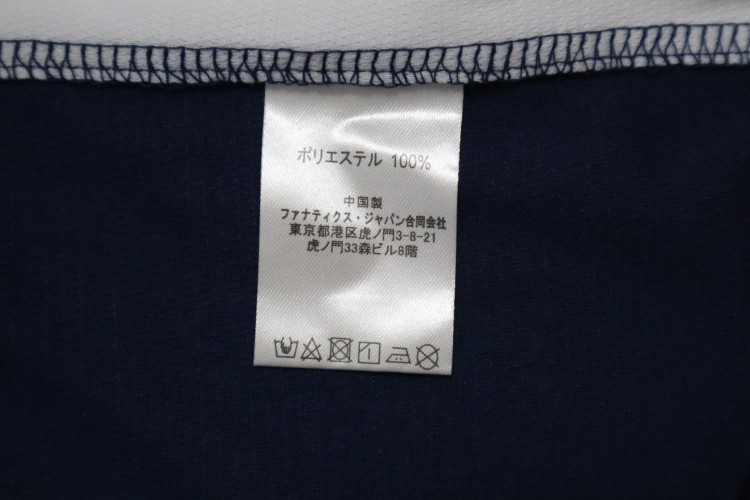 ポリエステル 100%
中国製
ファナティクス・ジャパン合同会社
東京都港区虎ノ門3-8-21
虎ノ門33森ビル8階